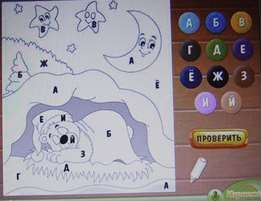 В
В
А
Ж
Б
А
Ё
Е И
Й
Б
З
Д
Г
А
А Б В
Г Д Е
Ё Ж З
И Й
ПРОВЕРИТЬ